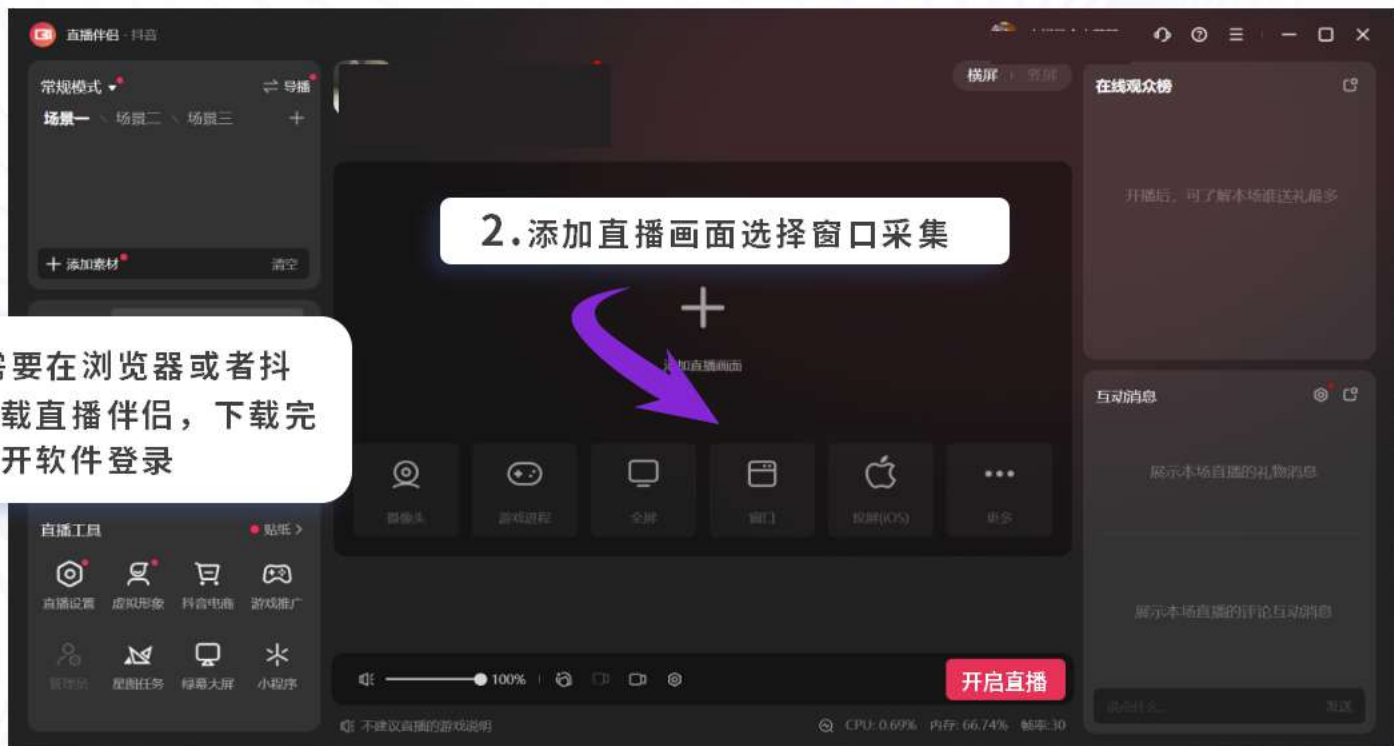 直播伴侣 · 抖音
常规模式
导播
场景一
场景二
场景三
添加素材
清空
横屏
竖屏
2.添加直播画面选择窗口采集
添加直播画面
要在浏览器或者抖
载直播伴侣，下载完
开软件登录
摄像头
游戏进程
全屏
窗口
投屏(iOS)
更多
直播工具
贴纸
直播设置
虚拟形象
抖音电商
游戏推广
管理员
星图任务
绿幕大屏
小程序
100%
开启直播
不建议直播的游戏说明
CPU: 0.69%
内存: 66.74%
帧率:30
在线观众榜
开播后，可了解本场谁送礼最多
互动消息
展示本场直播的礼物消息
展示本场直播的评论互动消息
发送